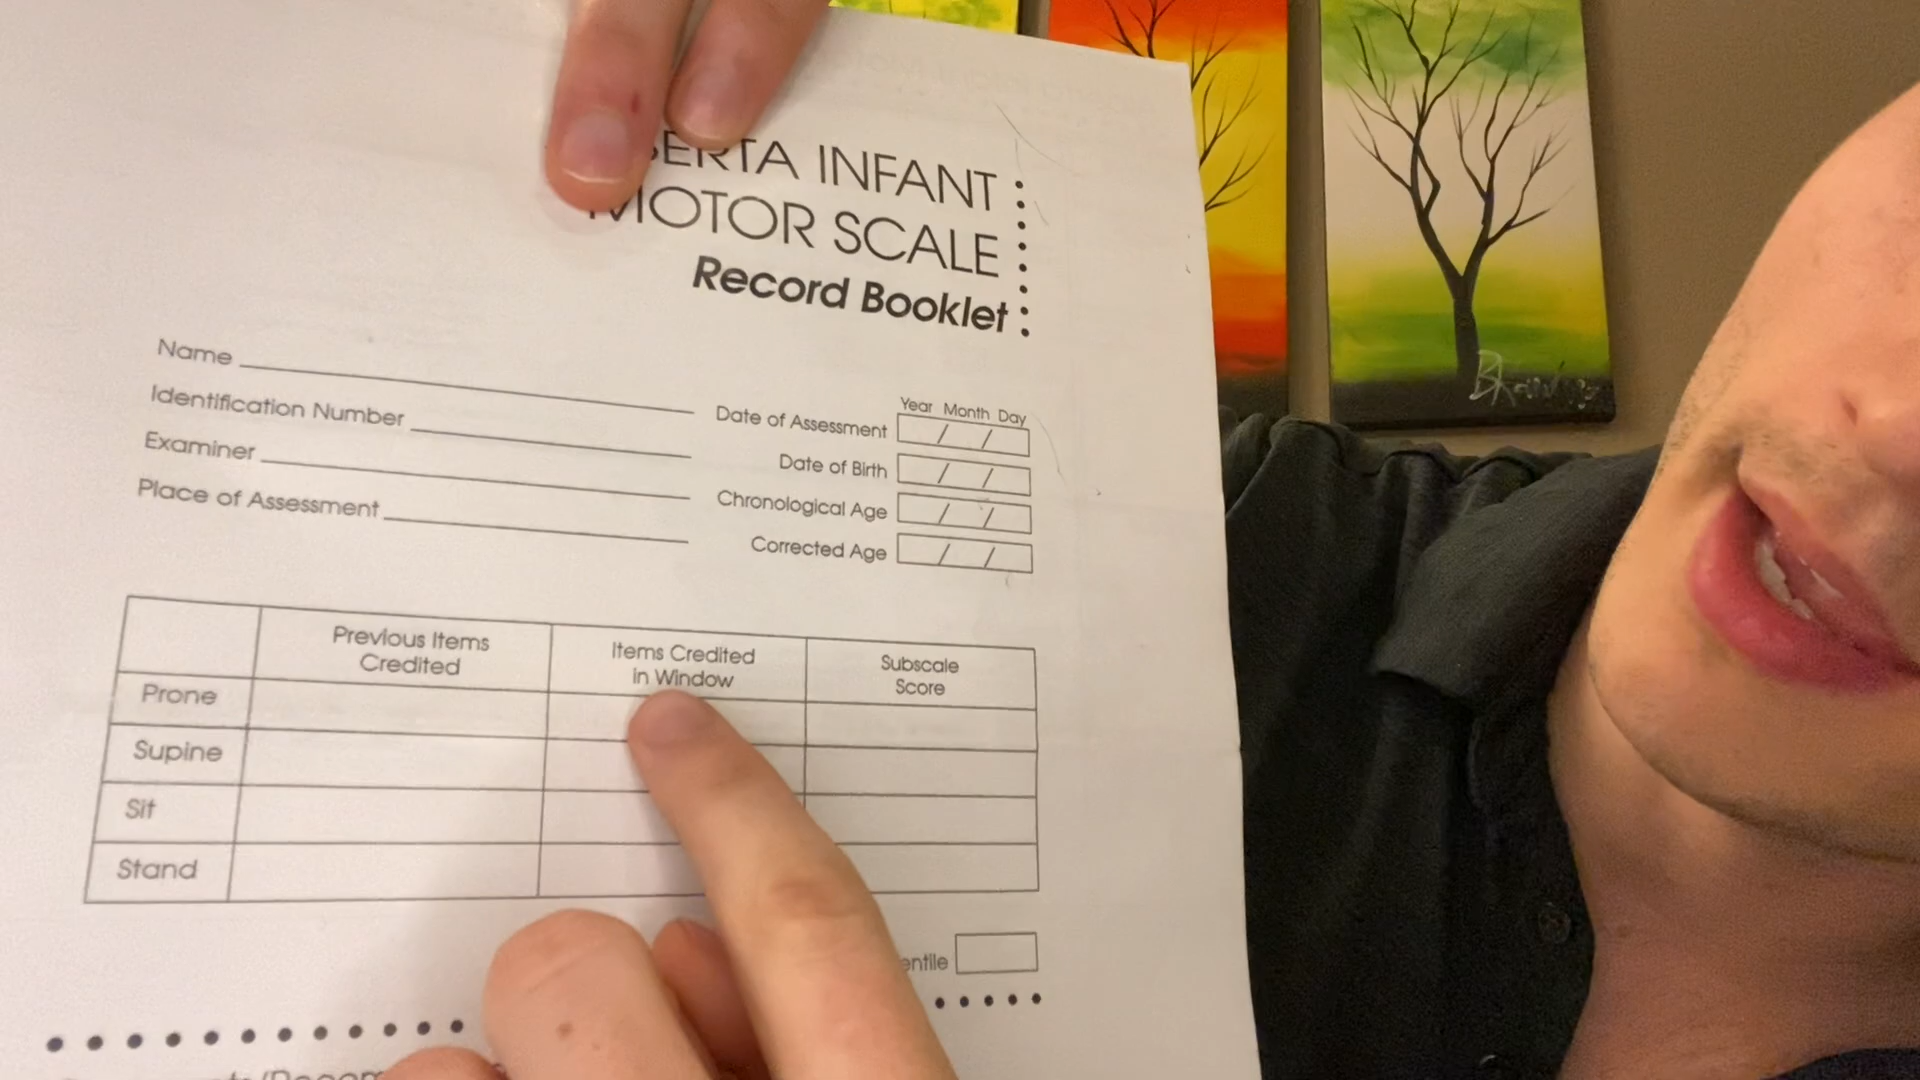 INFANT
MOTOR SCALE
Record Booklet
Name
Identification Number
Examiner
Place of Assessment
Year Month Day
Date of Assessment / /
Date of Birth / /
Chronological Age / /
Corrected Age / /
Previous Items
Credited
Items Credited
in Window
Subscale
Score
Prone
Supine
Sit
Stand